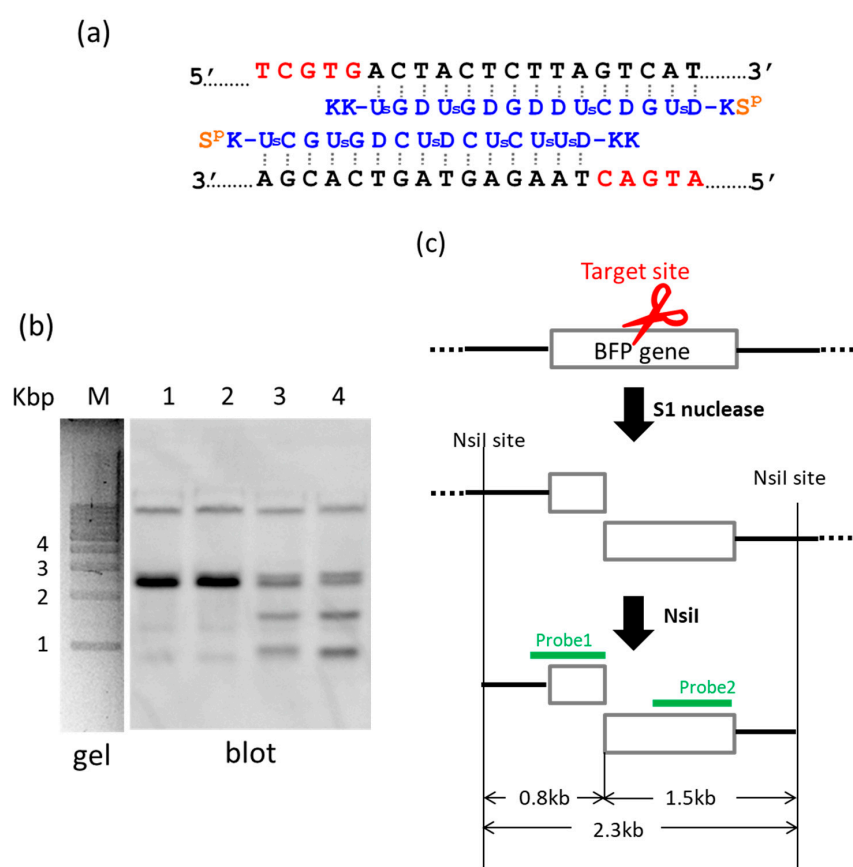 (a)
5′........ TCGTGACTACTCTTAGTCAT........3′
KK-UsGDUsGDGDDUsCDGUsD-KSP
SPK-UsCGUsGDCUsDCUsCUsUsD-KK
3′........ AGCACTGATGAGAATCAGTA........5′
(b)
Kbp M 1 2 3 4
4
3
2
1
gel blot
(c)
Target site
BFP gene
S1 nuclease
NsiI site
NsiI site
NsiI
Probe1
Probe2
0.8kb 1.5kb
2.3kb